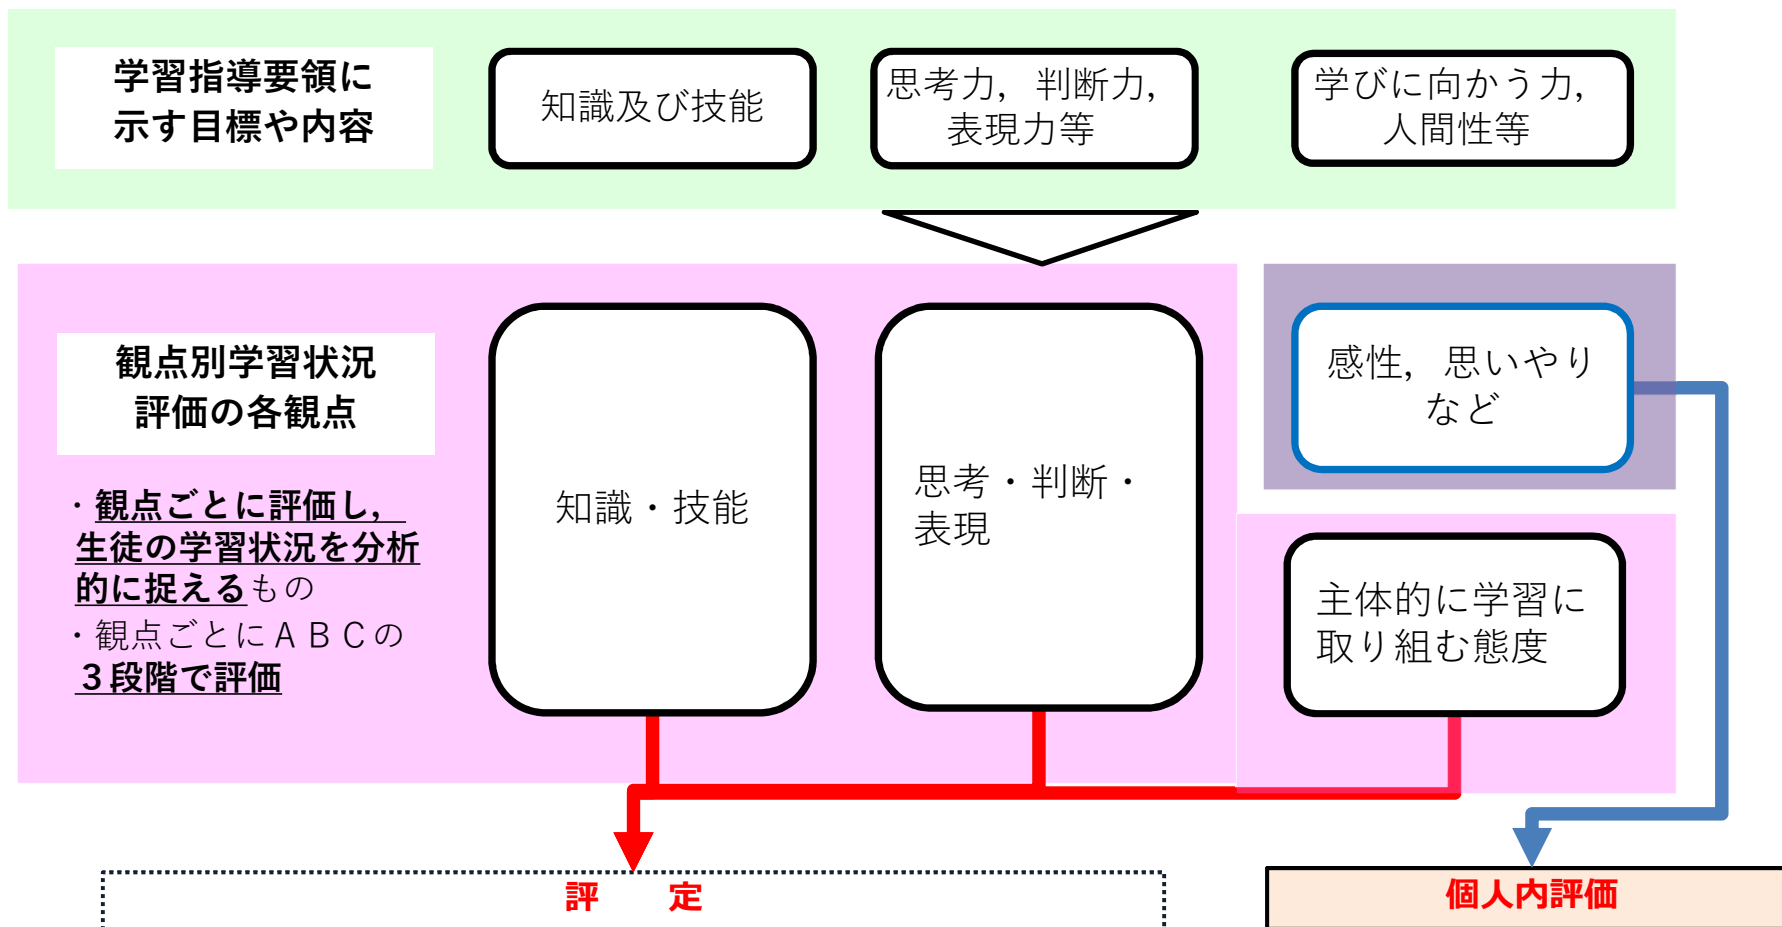 学習指導要領に
示す目標や内容
知識及び技能
思考力，判断力，
表現力等
学びに向かう力，
人間性等
観点別学習状況
評価の各観点
・観点ごとに評価し，
生徒の学習状況を分析
的に捉えるもの
・観点ごとにＡＢＣの
３段階で評価
知識・技能
思考・判断・
表現
感性，思いやり
など
主体的に学習に
取り組む態度
評　定
個人内評価